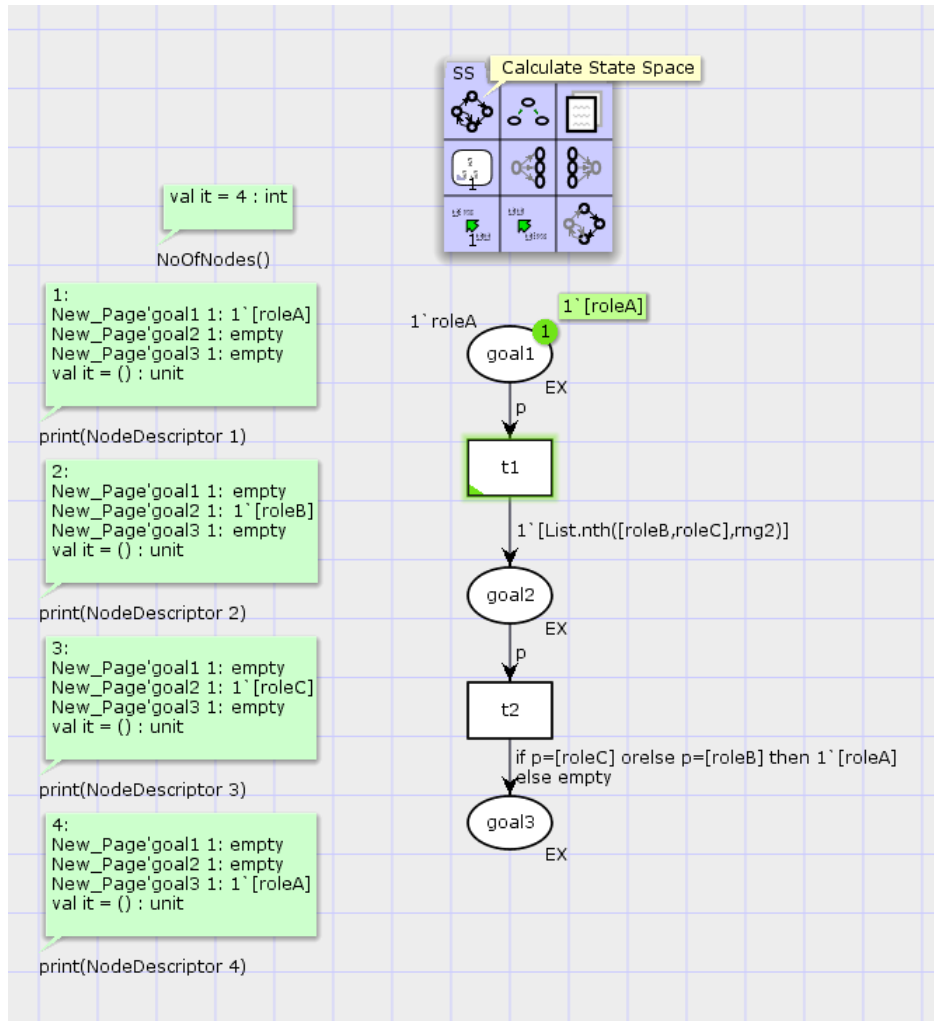 SS
Calculate State Space
1
1
val it = 4 : int
NoOfNodes()
1:
New_Page'goal1 1: 1`[roleA]
New_Page'goal2 1: empty
New_Page'goal3 1: empty
val it = () : unit
print(NodeDescriptor 1)
2:
New_Page'goal1 1: empty
New_Page'goal2 1: 1`[roleB]
New_Page'goal3 1: empty
val it = () : unit
print(NodeDescriptor 2)
3:
New_Page'goal1 1: empty
New_Page'goal2 1: 1`[roleC]
New_Page'goal3 1: empty
val it = () : unit
print(NodeDescriptor 3)
4:
New_Page'goal1 1: empty
New_Page'goal2 1: empty
New_Page'goal3 1: 1`[roleA]
val it = () : unit
print(NodeDescriptor 4)
1`[roleA]
1`roleA
1
goal1
EX
p
t1
1`[List.nth([roleB,roleC],rng2)]
goal2
EX
p
t2
if p=[roleC] orelse p=[roleB] then 1`[roleA]
else empty
goal3
EX